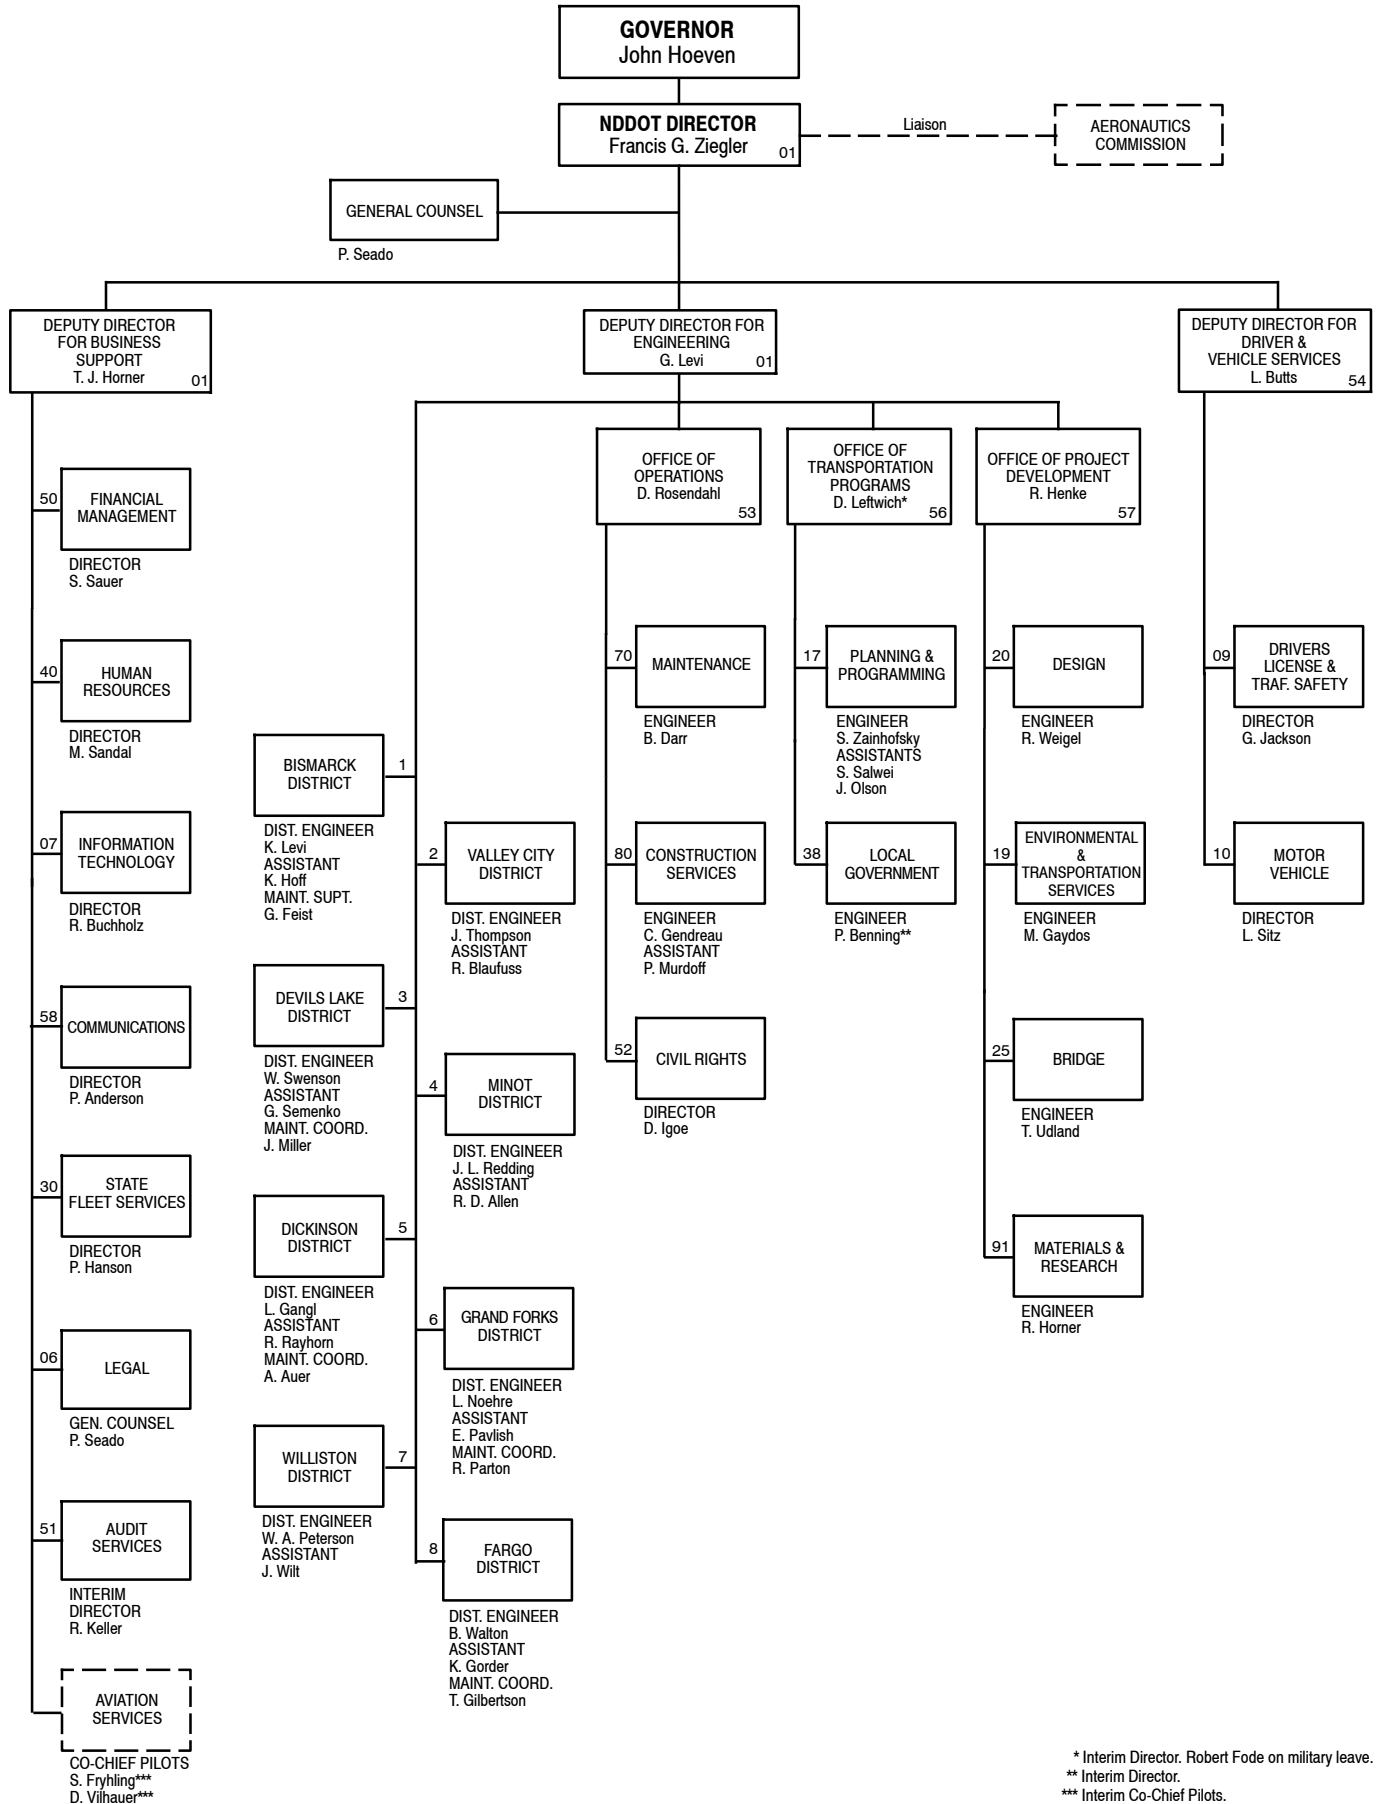 GOVERNOR
John Hoeven
NDDOT DIRECTOR
Francis G. Ziegler
01
Liaison
AERONAUTICS
COMMISSION
GENERAL COUNSEL
P. Seado
DEPUTY DIRECTOR
FOR BUSINESS
SUPPORT
T. J. Horner
01
DEPUTY DIRECTOR FOR
ENGINEERING
G. Levi
01
DEPUTY DIRECTOR FOR
DRIVER &
VEHICLE SERVICES
L. Butts
54
50
FINANCIAL
MANAGEMENT
DIRECTOR
S. Sauer
40
HUMAN
RESOURCES
DIRECTOR
M. Sandal
07
INFORMATION
TECHNOLOGY
DIRECTOR
R. Buchholz
58
COMMUNICATIONS
DIRECTOR
P. Anderson
30
STATE
FLEET SERVICES
DIRECTOR
P. Hanson
06
LEGAL
GEN. COUNSEL
P. Seado
51
AUDIT
SERVICES
INTERIM
DIRECTOR
R. Keller
AVIATION
SERVICES
CO-CHIEF PILOTS
S. Fryhling***
D. Vilhauer***
1
BISMARCK
DISTRICT
DIST. ENGINEER
K. Levi
ASSISTANT
K. Hoff
MAINT. SUPT.
G. Feist
2
VALLEY CITY
DISTRICT
DIST. ENGINEER
J. Thompson
ASSISTANT
R. Blaufuss
3
DEVILS LAKE
DISTRICT
DIST. ENGINEER
W. Swenson
ASSISTANT
G. Semenko
MAINT. COORD.
J. Miller
4
MINOT
DISTRICT
DIST. ENGINEER
J. L. Redding
ASSISTANT
R. D. Allen
5
DICKINSON
DISTRICT
DIST. ENGINEER
L. Gangl
ASSISTANT
R. Rayhorn
MAINT. COORD.
A. Auer
6
GRAND FORKS
DISTRICT
DIST. ENGINEER
L. Noehre
ASSISTANT
E. Pavlish
MAINT. COORD.
R. Parton
7
WILLISTON
DISTRICT
DIST. ENGINEER
W. A. Peterson
ASSISTANT
J. Wilt
8
FARGO
DISTRICT
DIST. ENGINEER
B. Walton
ASSISTANT
K. Gorder
MAINT. COORD.
T. Gilbertson
OFFICE OF
OPERATIONS
D. Rosendahl
53
70
MAINTENANCE
ENGINEER
B. Darr
80
CONSTRUCTION
SERVICES
ENGINEER
C. Gendreau
ASSISTANT
P. Murdoff
52
CIVIL RIGHTS
DIRECTOR
D. Igoe
OFFICE OF
TRANSPORTATION
PROGRAMS
D. Leftwich*
56
17
PLANNING &
PROGRAMMING
ENGINEER
S. Zainhofsky
ASSISTANTS
S. Salwei
J. Olson
38
LOCAL
GOVERNMENT
ENGINEER
P. Benning**
OFFICE OF PROJECT
DEVELOPMENT
R. Henke
57
20
DESIGN
ENGINEER
R. Weigel
19
ENVIRONMENTAL
&
TRANSPORTATION
SERVICES
ENGINEER
M. Gaydos
25
BRIDGE
ENGINEER
T. Udland
91
MATERIALS &
RESEARCH
ENGINEER
R. Horner
09
DRIVERS
LICENSE &
TRAF. SAFETY
DIRECTOR
G. Jackson
10
MOTOR
VEHICLE
DIRECTOR
L. Sitz
* Interim Director. Robert Fode on military leave.
** Interim Director.
*** Interim Co-Chief Pilots.